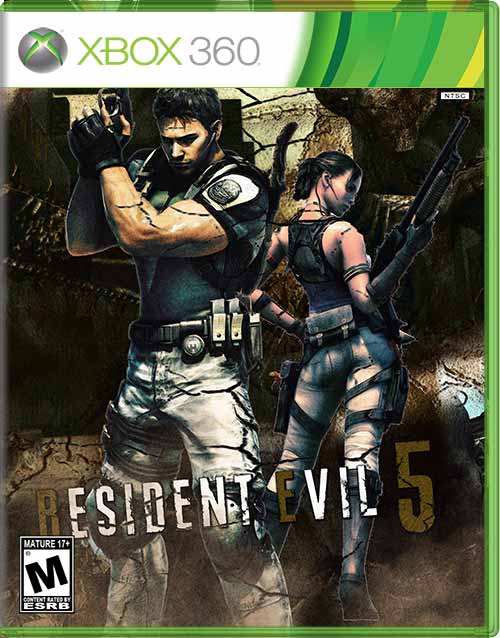 XBOX 360
NTSC
RESIDENT EVIL 5
MATURE 17+
M
CONTENT RATED BY
ESRB